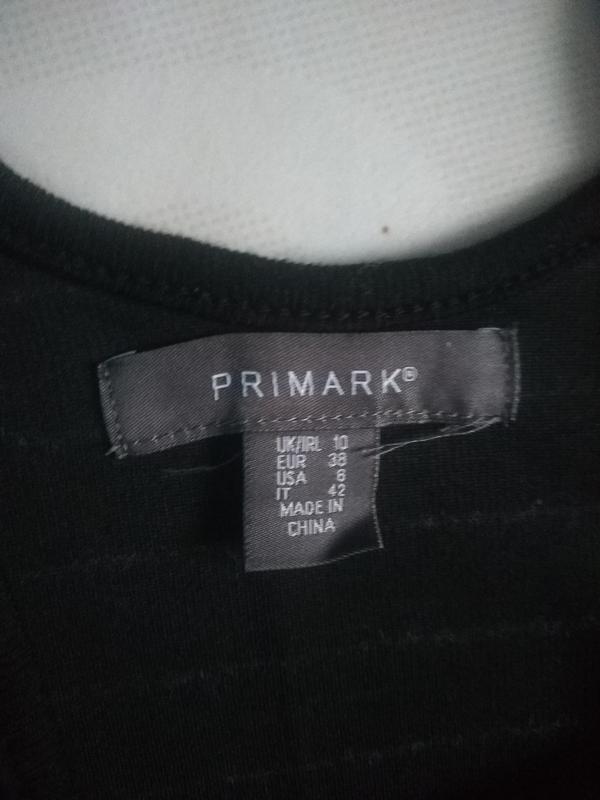 PRIMARK®
UK/IRL 10
EUR 38
USA 6
IT 42
MADE IN
CHINA